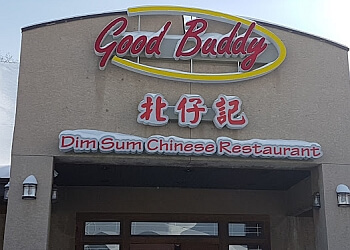 Good Buddy
北仔記
Dim Sum Chinese Restaurant